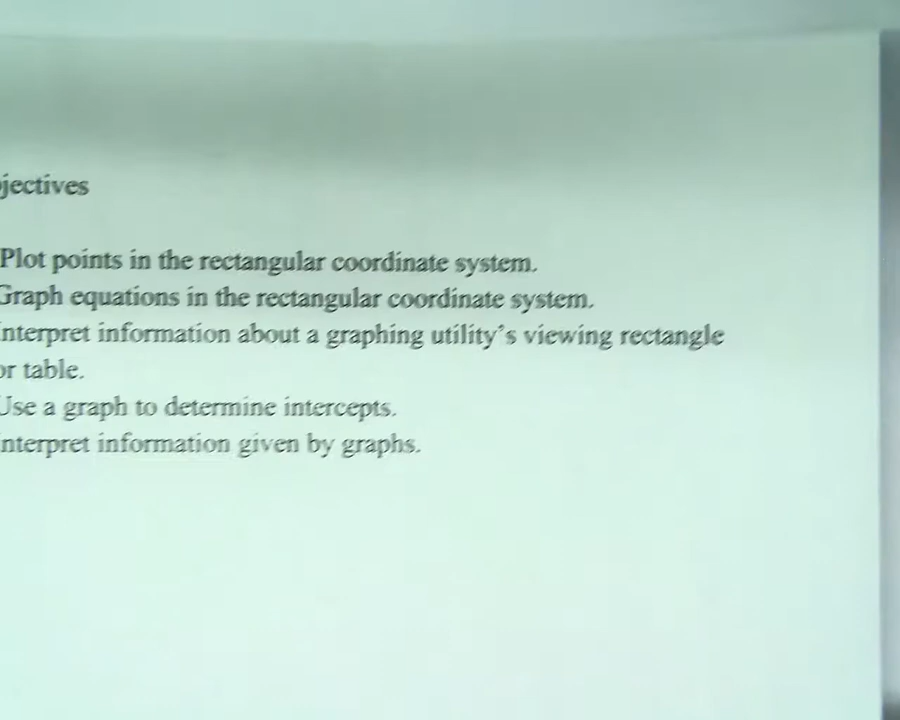 jectives
Plot points in the rectangular coordinate system.
Graph equations in the rectangular coordinate system.
nterpret information about a graphing utility's viewing rectangle
or table.
Use a graph to determine intercepts.
nterpret information given by graphs.